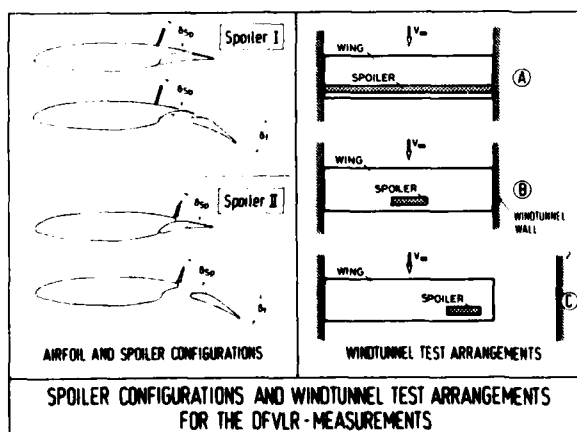 δSp
[Spoiler I]
δSp
δf
δSp
[Spoiler II]
δSp
δf
AIRFOIL AND SPOILER CONFIGURATIONS
V∞
WING
SPOILER
A
V∞
WING
SPOILER
B
WINDTUNNEL
WALL
V∞
WING
SPOILER
C
WINDTUNNEL TEST ARRANGEMENTS
SPOILER CONFIGURATIONS AND WINDTUNNEL TEST ARRANGEMENTS
FOR THE DFVLR-MEASUREMENTS